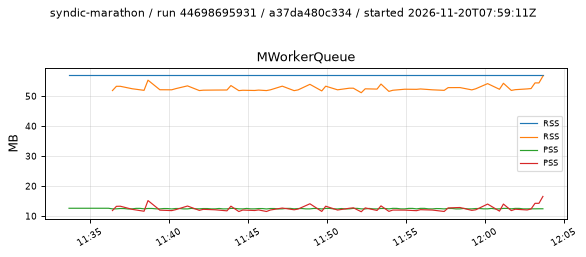 syndic-marathon / run 44698695931 / a37da480c334 / started 2026-11-20T07:59:11Z
MWorkerQueue
MB
50
40
30
20
10
RSS
RSS
PSS
PSS
11:35
11:40
11:45
11:50
11:55
12:00
12:05